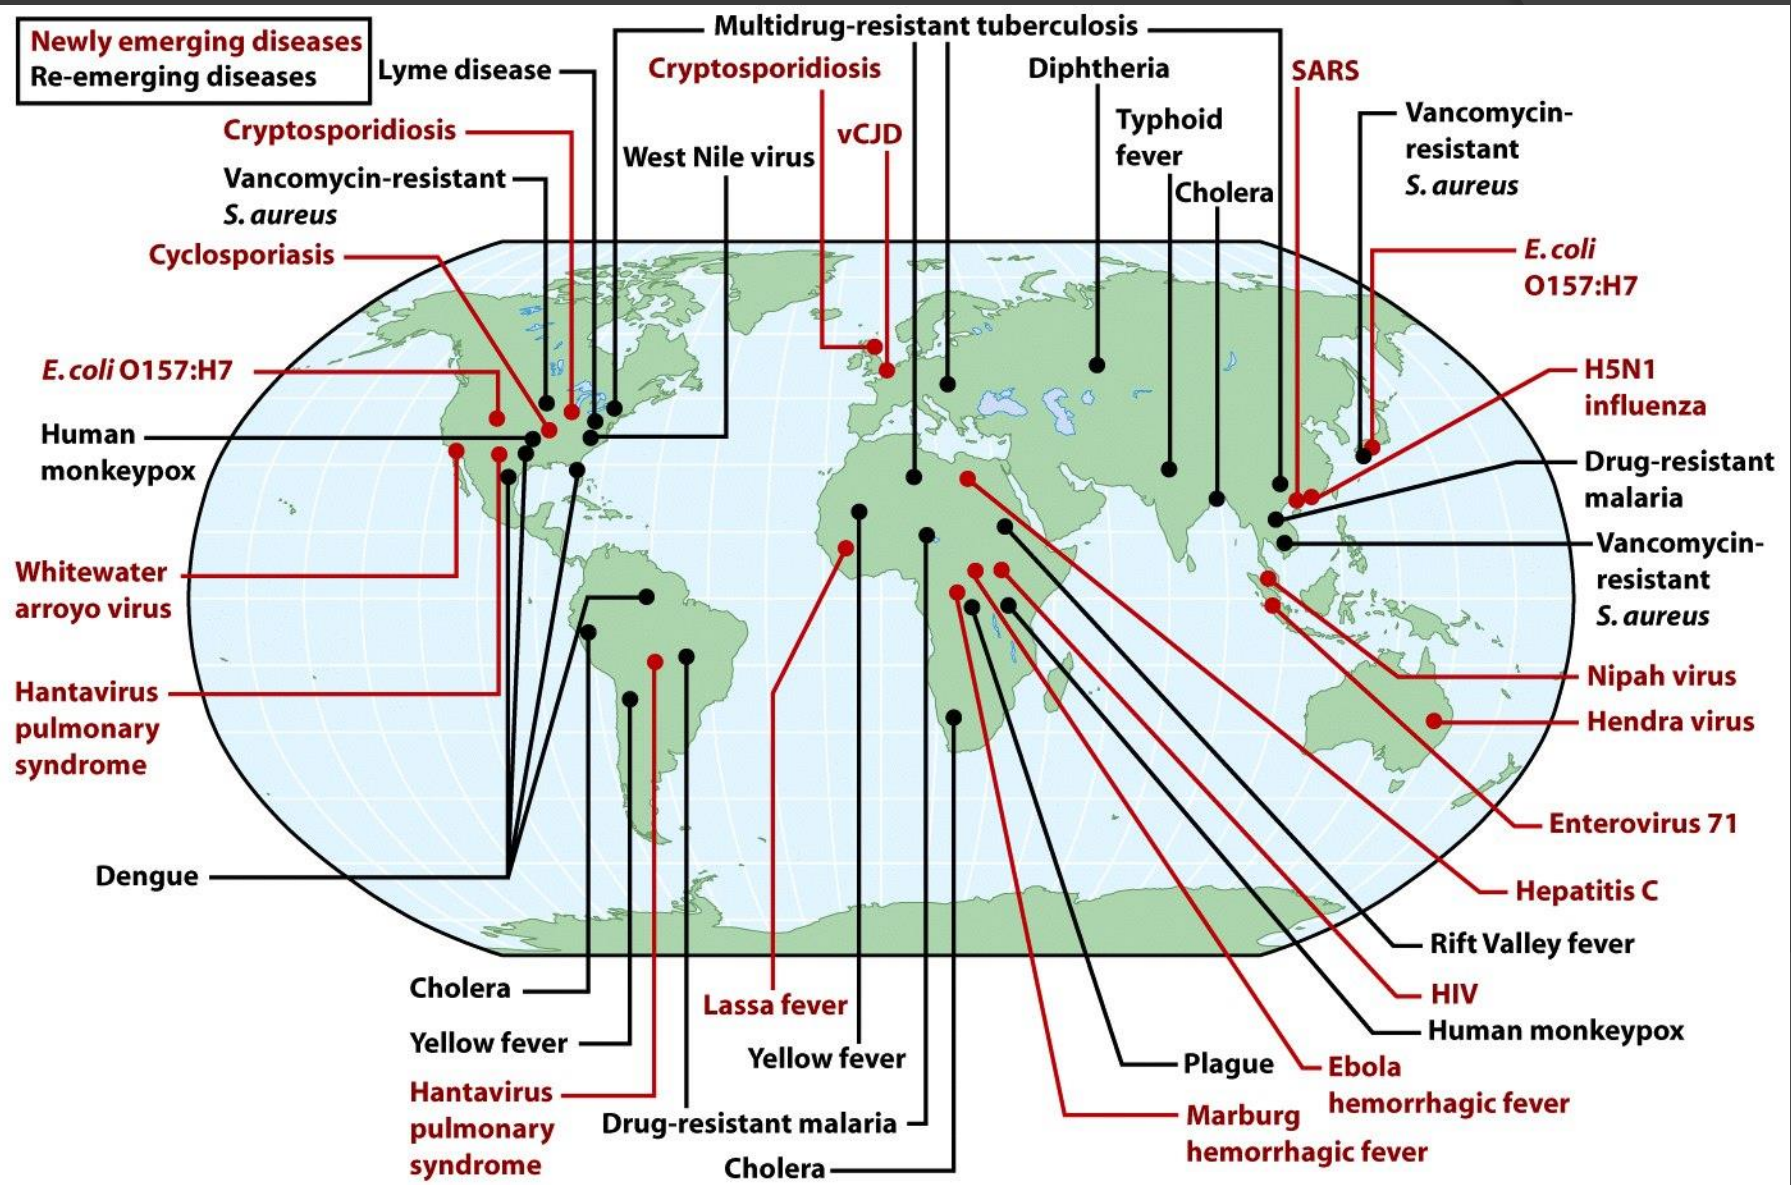 Newly emerging diseases
Re-emerging diseases
Multidrug-resistant tuberculosis
Lyme disease
Cryptosporidiosis
Diphtheria
SARS
Cryptosporidiosis
vCJD
Typhoid
fever
Vancomycin-
resistant
S. aureus
West Nile virus
Vancomycin-resistant
S. aureus
Cholera
Cyclosporiasis
E. coli
O157:H7
E. coli O157:H7
H5N1
influenza
Human
monkeypox
Drug-resistant
malaria
Vancomycin-
resistant
S. aureus
Whitewater
arroyo virus
Nipah virus
Hantavirus
pulmonary
syndrome
Hendra virus
Enterovirus 71
Dengue
Hepatitis C
Rift Valley fever
Cholera
Lassa fever
HIV
Yellow fever
Yellow fever
Human monkeypox
Plague
Ebola
hemorrhagic fever
Hantavirus
pulmonary
syndrome
Drug-resistant malaria
Marburg
hemorrhagic fever
Cholera